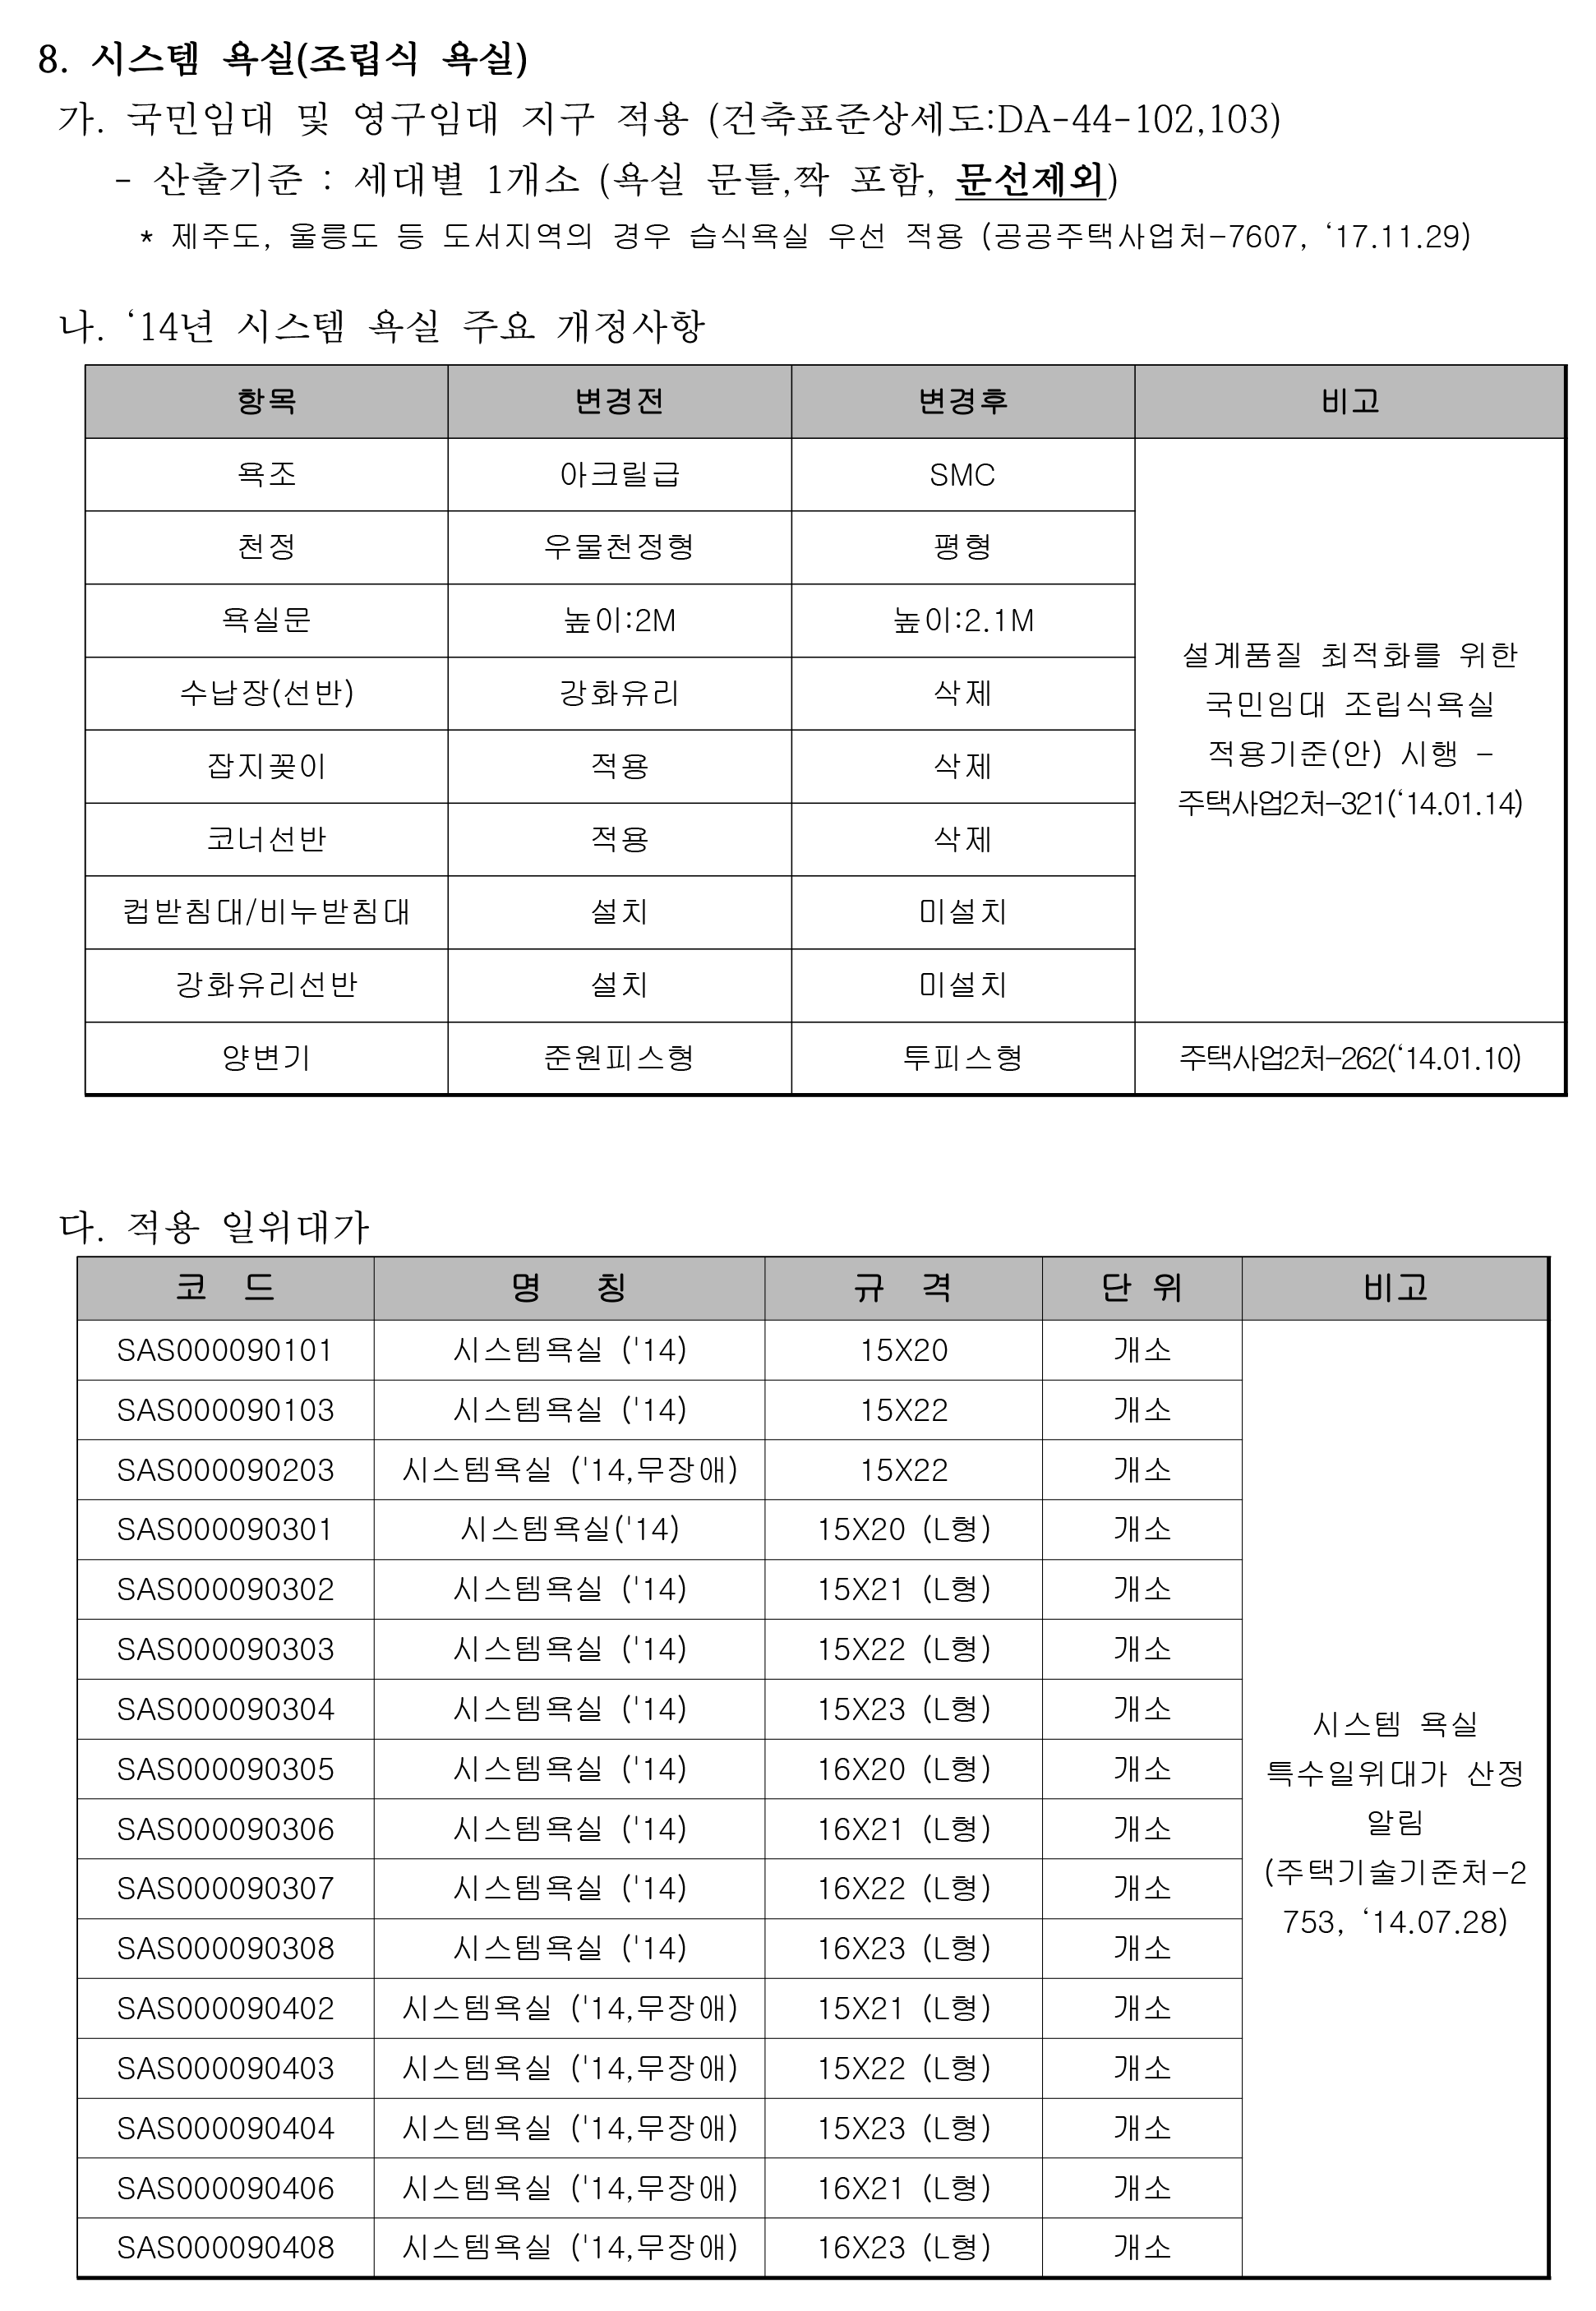 8. 시스템 욕실(조립식 욕실)
가. 국민임대 및 영구임대 지구 적용 (건축표준상세도:DA-44-102,103)
- 산출기준 : 세대별 1개소 (욕실 문틀,짝 포함, 문선제외)
* 제주도, 울릉도 등 도서지역의 경우 습식욕실 우선 적용 (공공주택사업처-7607, ‘17.11.29)
나. ‘14년 시스템 욕실 주요 개정사항
항목 변경전 변경후 비고
욕조 아크릴급 SMC
천정 우물천정형 평형
욕실문 높이:2M 높이:2.1M
수납장(선반) 강화유리 삭제
잡지꽂이 적용 삭제
코너선반 적용 삭제
컵받침대/비누받침대 설치 미설치
강화유리선반 설치 미설치
설계품질 최적화를 위한
국민임대 조립식욕실
적용기준(안) 시행 -
주택사업2처-321(‘14.01.14)
양변기 준원피스형 투피스형 주택사업2처-262(‘14.01.10)
다. 적용 일위대가
코 드 명 칭 규 격 단 위 비고
SAS000090101 시스템욕실 ('14) 15X20 개소
SAS000090103 시스템욕실 ('14) 15X22 개소
SAS000090203 시스템욕실 ('14,무장애) 15X22 개소
SAS000090301 시스템욕실('14) 15X20 (L형) 개소
SAS000090302 시스템욕실 ('14) 15X21 (L형) 개소
SAS000090303 시스템욕실 ('14) 15X22 (L형) 개소
SAS000090304 시스템욕실 ('14) 15X23 (L형) 개소
SAS000090305 시스템욕실 ('14) 16X20 (L형) 개소
SAS000090306 시스템욕실 ('14) 16X21 (L형) 개소
SAS000090307 시스템욕실 ('14) 16X22 (L형) 개소
SAS000090308 시스템욕실 ('14) 16X23 (L형) 개소
SAS000090402 시스템욕실 ('14,무장애) 15X21 (L형) 개소
SAS000090403 시스템욕실 ('14,무장애) 15X22 (L형) 개소
SAS000090404 시스템욕실 ('14,무장애) 15X23 (L형) 개소
SAS000090406 시스템욕실 ('14,무장애) 16X21 (L형) 개소
SAS000090408 시스템욕실 ('14,무장애) 16X23 (L형) 개소
시스템 욕실
특수일위대가 산정
알림
(주택기술기준처-2
753, ‘14.07.28)